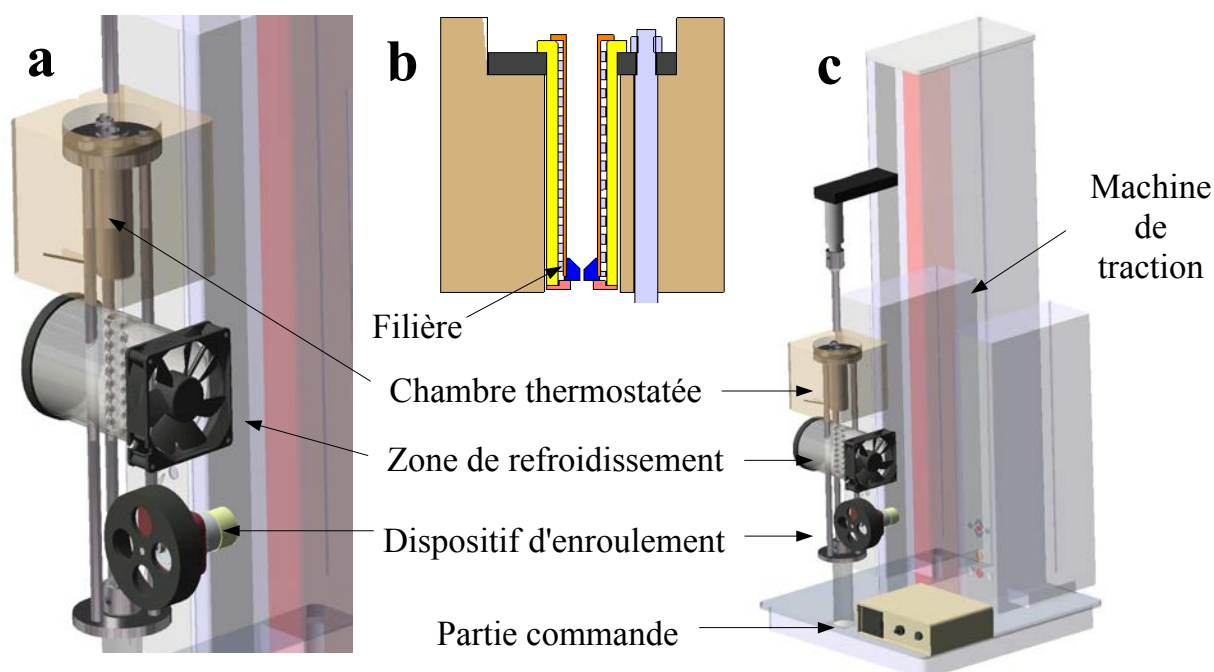 a
b
c
Machine
de
traction
Filière
Chambre thermostatée
Zone de refroidissement
Dispositif d'enroulement
Partie commande